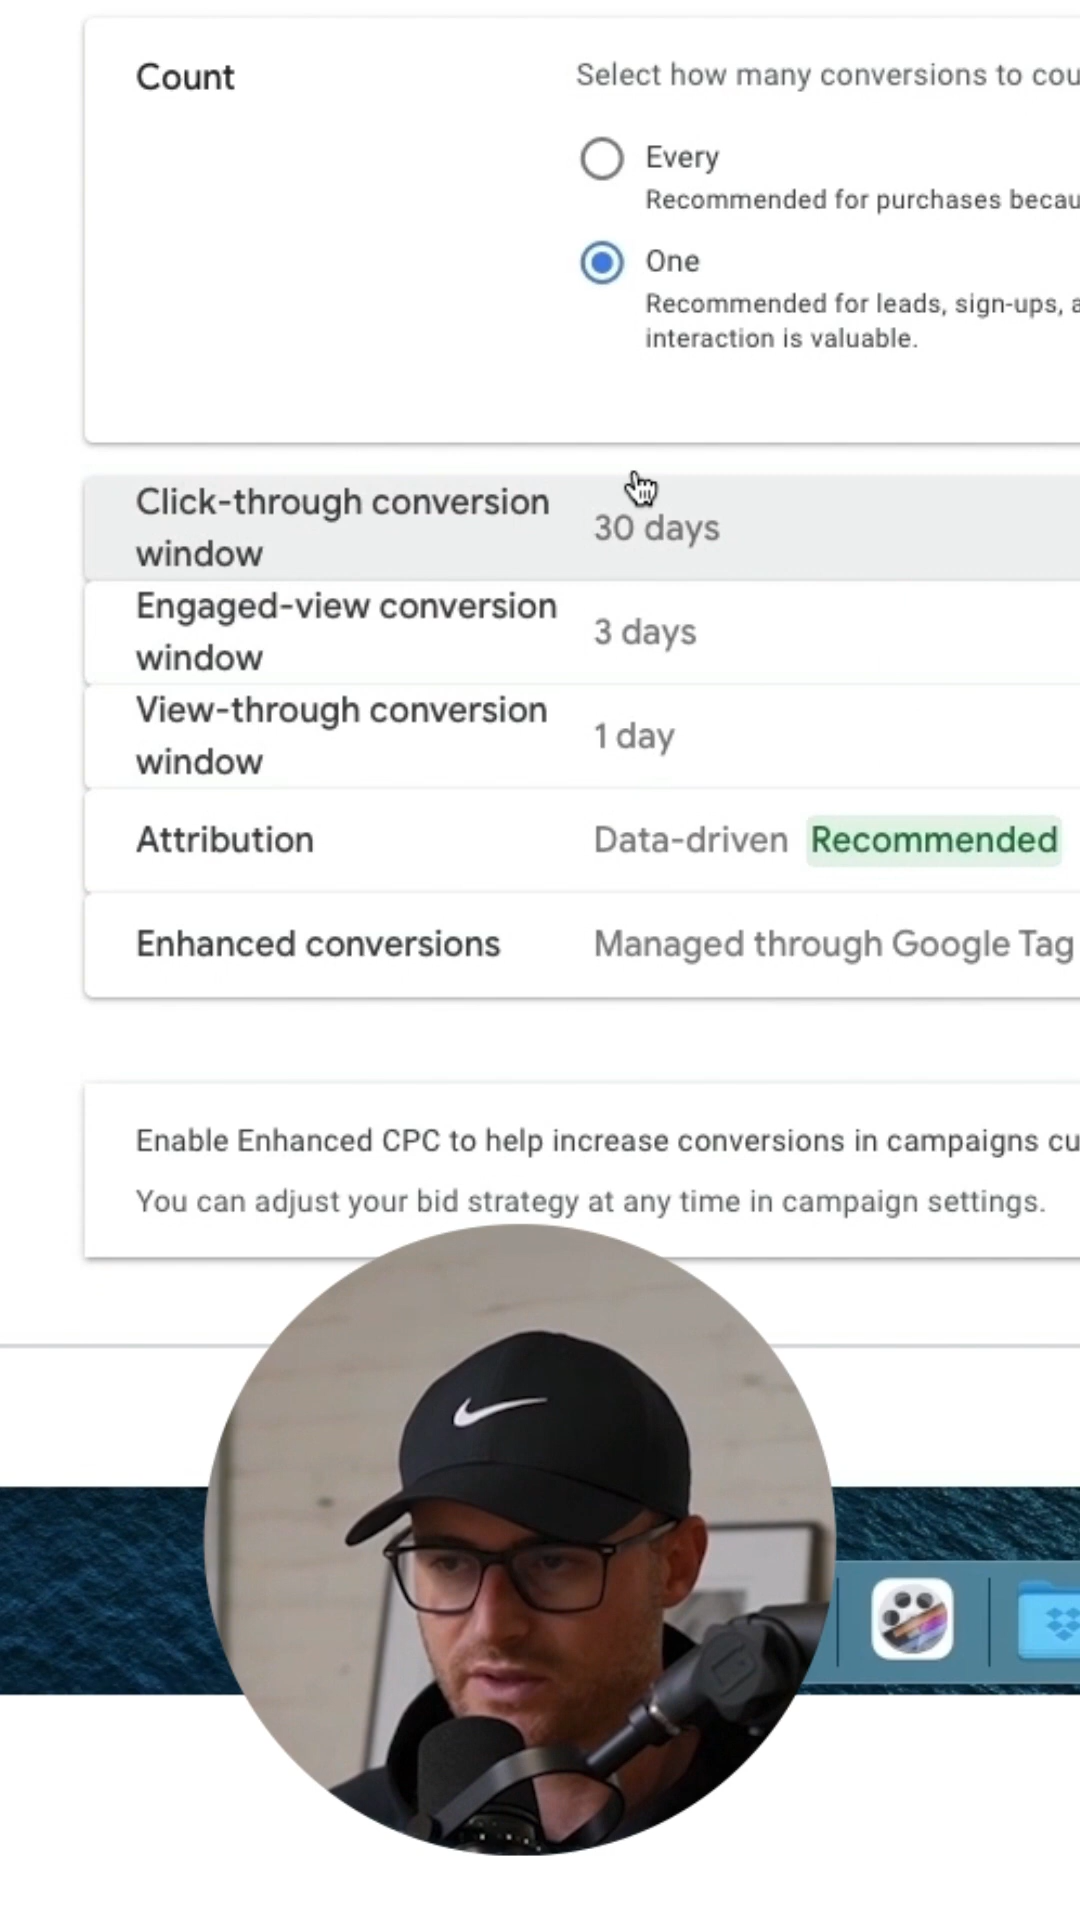 Count
Select how many conversions to cou
Every
Recommended for purchases becau
One
Recommended for leads, sign-ups, a
interaction is valuable.
Click-through conversion
window
30 days
Engaged-view conversion
window
3 days
View-through conversion
window
1 day
Attribution
Data-driven Recommended
Enhanced conversions
Managed through Google Tag
Enable Enhanced CPC to help increase conversions in campaigns cu
You can adjust your bid strategy at any time in campaign settings.